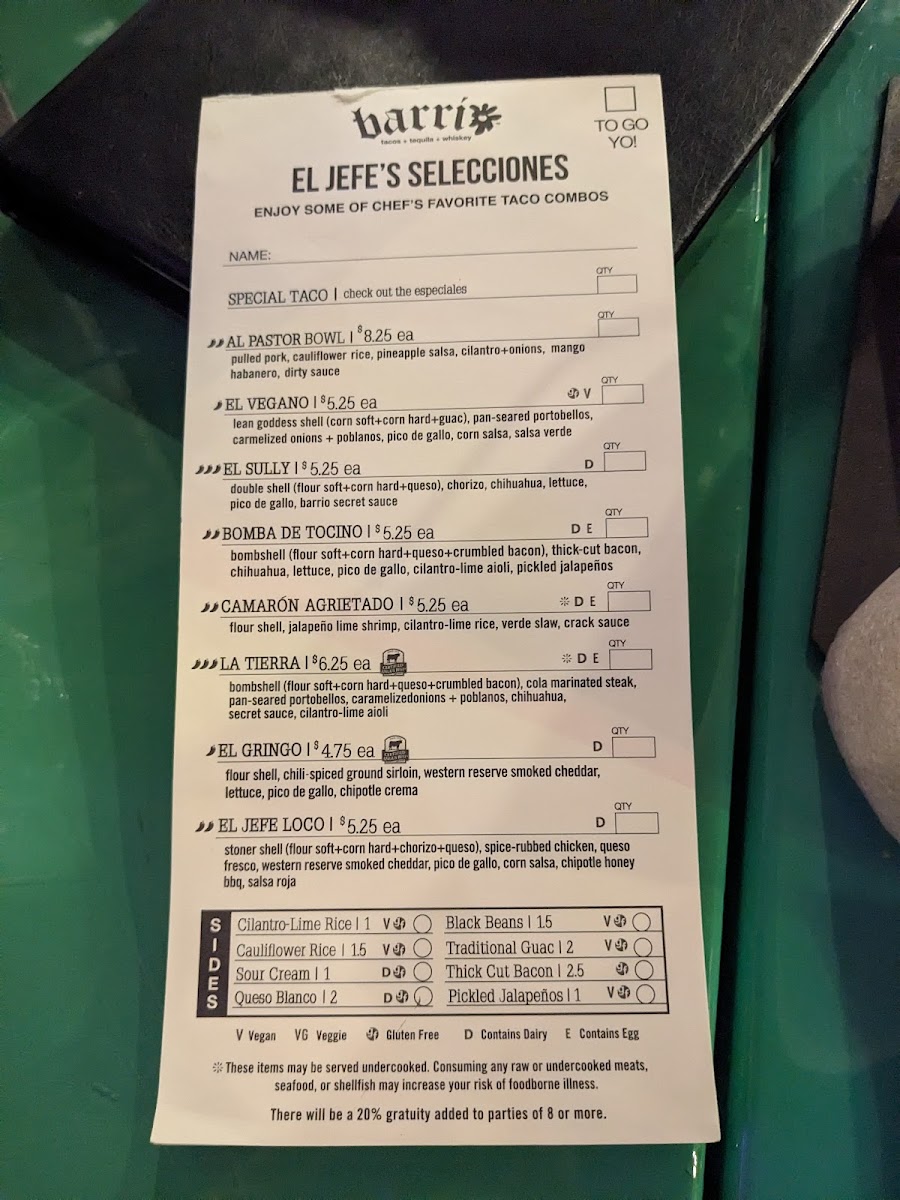 barrio
tacos + tequila + whiskey
TO GO
YO!
EL JEFE'S SELECCIONES
ENJOY SOME OF CHEF'S FAVORITE TACO COMBOS
NAME:
SPECIAL TACO | check out the especiales QTY
AL PASTOR BOWL | $8.25 ea QTY
pulled pork, cauliflower rice, pineapple salsa, cilantro+onions, mango
habanero, dirty sauce
EL VEGANO | $5.25 ea GF V QTY
lean goddess shell (corn soft+corn hard+guac), pan-seared portobellos,
carmelized onions + poblanos, pico de gallo, corn salsa, salsa verde
EL SULLY | $5.25 ea D QTY
double shell (flour soft+corn hard+queso), chorizo, chihuahua, lettuce,
pico de gallo, barrio secret sauce
BOMBA DE TOCINO | $5.25 ea D E QTY
bombshell (flour soft+corn hard+queso+crumbled bacon), thick-cut bacon,
chihuahua, lettuce, pico de gallo, cilantro-lime aioli, pickled jalapeños
CAMARÓN AGRIETADO | $5.25 ea * D E QTY
flour shell, jalapeño lime shrimp, cilantro-lime rice, verde slaw, crack sauce
LA TIERRA | $6.25 ea * D E QTY
bombshell (flour soft+corn hard+queso+crumbled bacon), cola marinated steak,
pan-seared portobellos, caramelizedonions + poblanos, chihuahua,
secret sauce, cilantro-lime aioli
EL GRINGO | $4.75 ea D QTY
flour shell, chili-spiced ground sirloin, western reserve smoked cheddar,
lettuce, pico de gallo, chipotle crema
EL JEFE LOCO | $5.25 ea D QTY
stoner shell (flour soft+corn hard+chorizo+queso), spice-rubbed chicken, queso
fresco, western reserve smoked cheddar, pico de gallo, corn salsa, chipotle honey
bbq, salsa roja
SIDES
Cilantro-Lime Rice | 1 V GF
Cauliflower Rice | 1.5 V GF
Sour Cream | 1 D GF
Queso Blanco | 2 D GF
Black Beans | 1.5 V GF
Traditional Guac | 2 V GF
Thick Cut Bacon | 2.5 GF
Pickled Jalapeños | 1 V GF
V Vegan VG Veggie GF Gluten Free D Contains Dairy E Contains Egg
* These items may be served undercooked. Consuming any raw or undercooked meats,
seafood, or shellfish may increase your risk of foodborne illness.
There will be a 20% gratuity added to parties of 8 or more.